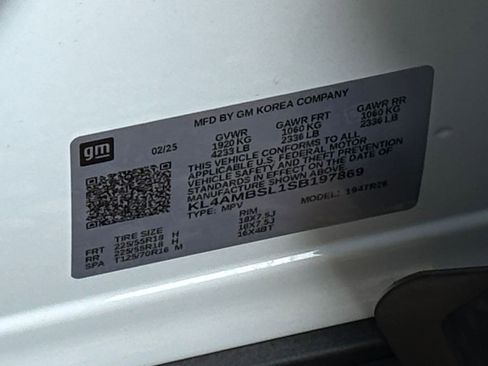 MFD BY GM KOREA COMPANY
gm
02/25
GVWR GAWR FRT GAWR RR
1920 KG 1060 KG 1060 KG
4233 LB 2336 LB 2336 LB
THIS VEHICLE CONFORMS TO ALL
APPLICABLE U.S. FEDERAL MOTOR
VEHICLE SAFETY AND THEFT PREVENTION
STANDARDS IN EFFECT ON THE DATE OF
MANUFACTURE SHOWN ABOVE.
KL4AMBSL1SB197869
TYPE: MPV MODEL: 1947R26
TIRE SIZE RIM
FRT 225/55R18 H 18X7.5J
RR 225/55R18 H 18X7.5J
SPA T125/70R16 M 16X4BT